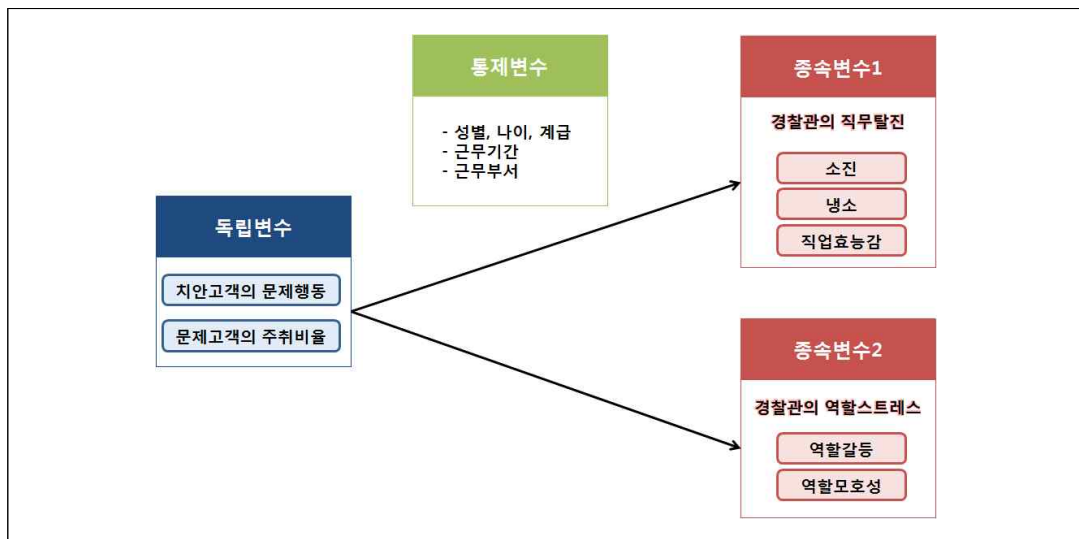 통제변수
- 성별, 나이, 계급
- 근무기간
- 근무부서
독립변수
치안고객의 문제행동
문제고객의 주취비율
종속변수1
경찰관의 직무탈진
소진
냉소
직업효능감
종속변수2
경찰관의 역할스트레스
역할갈등
역할모호성